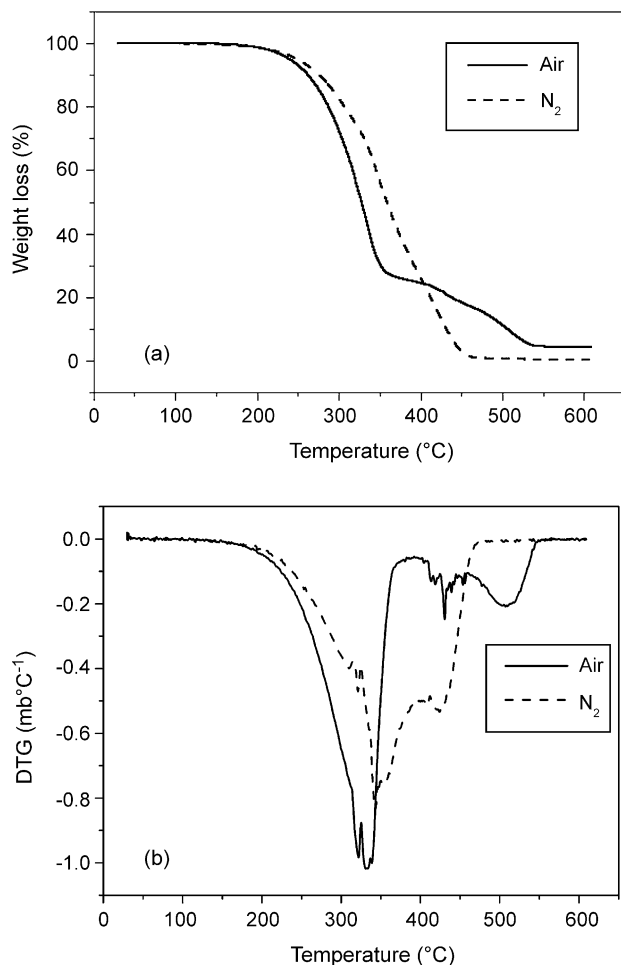 100
80
60
40
20
0
Weight loss (%)
Air
N₂
(a)
0 100 200 300 400 500 600
Temperature (°C)
0.0
-0.2
-0.4
-0.6
-0.8
-1.0
DTG (mb°C⁻¹)
Air
N₂
(b)
0 100 200 300 400 500 600
Temperature (°C)